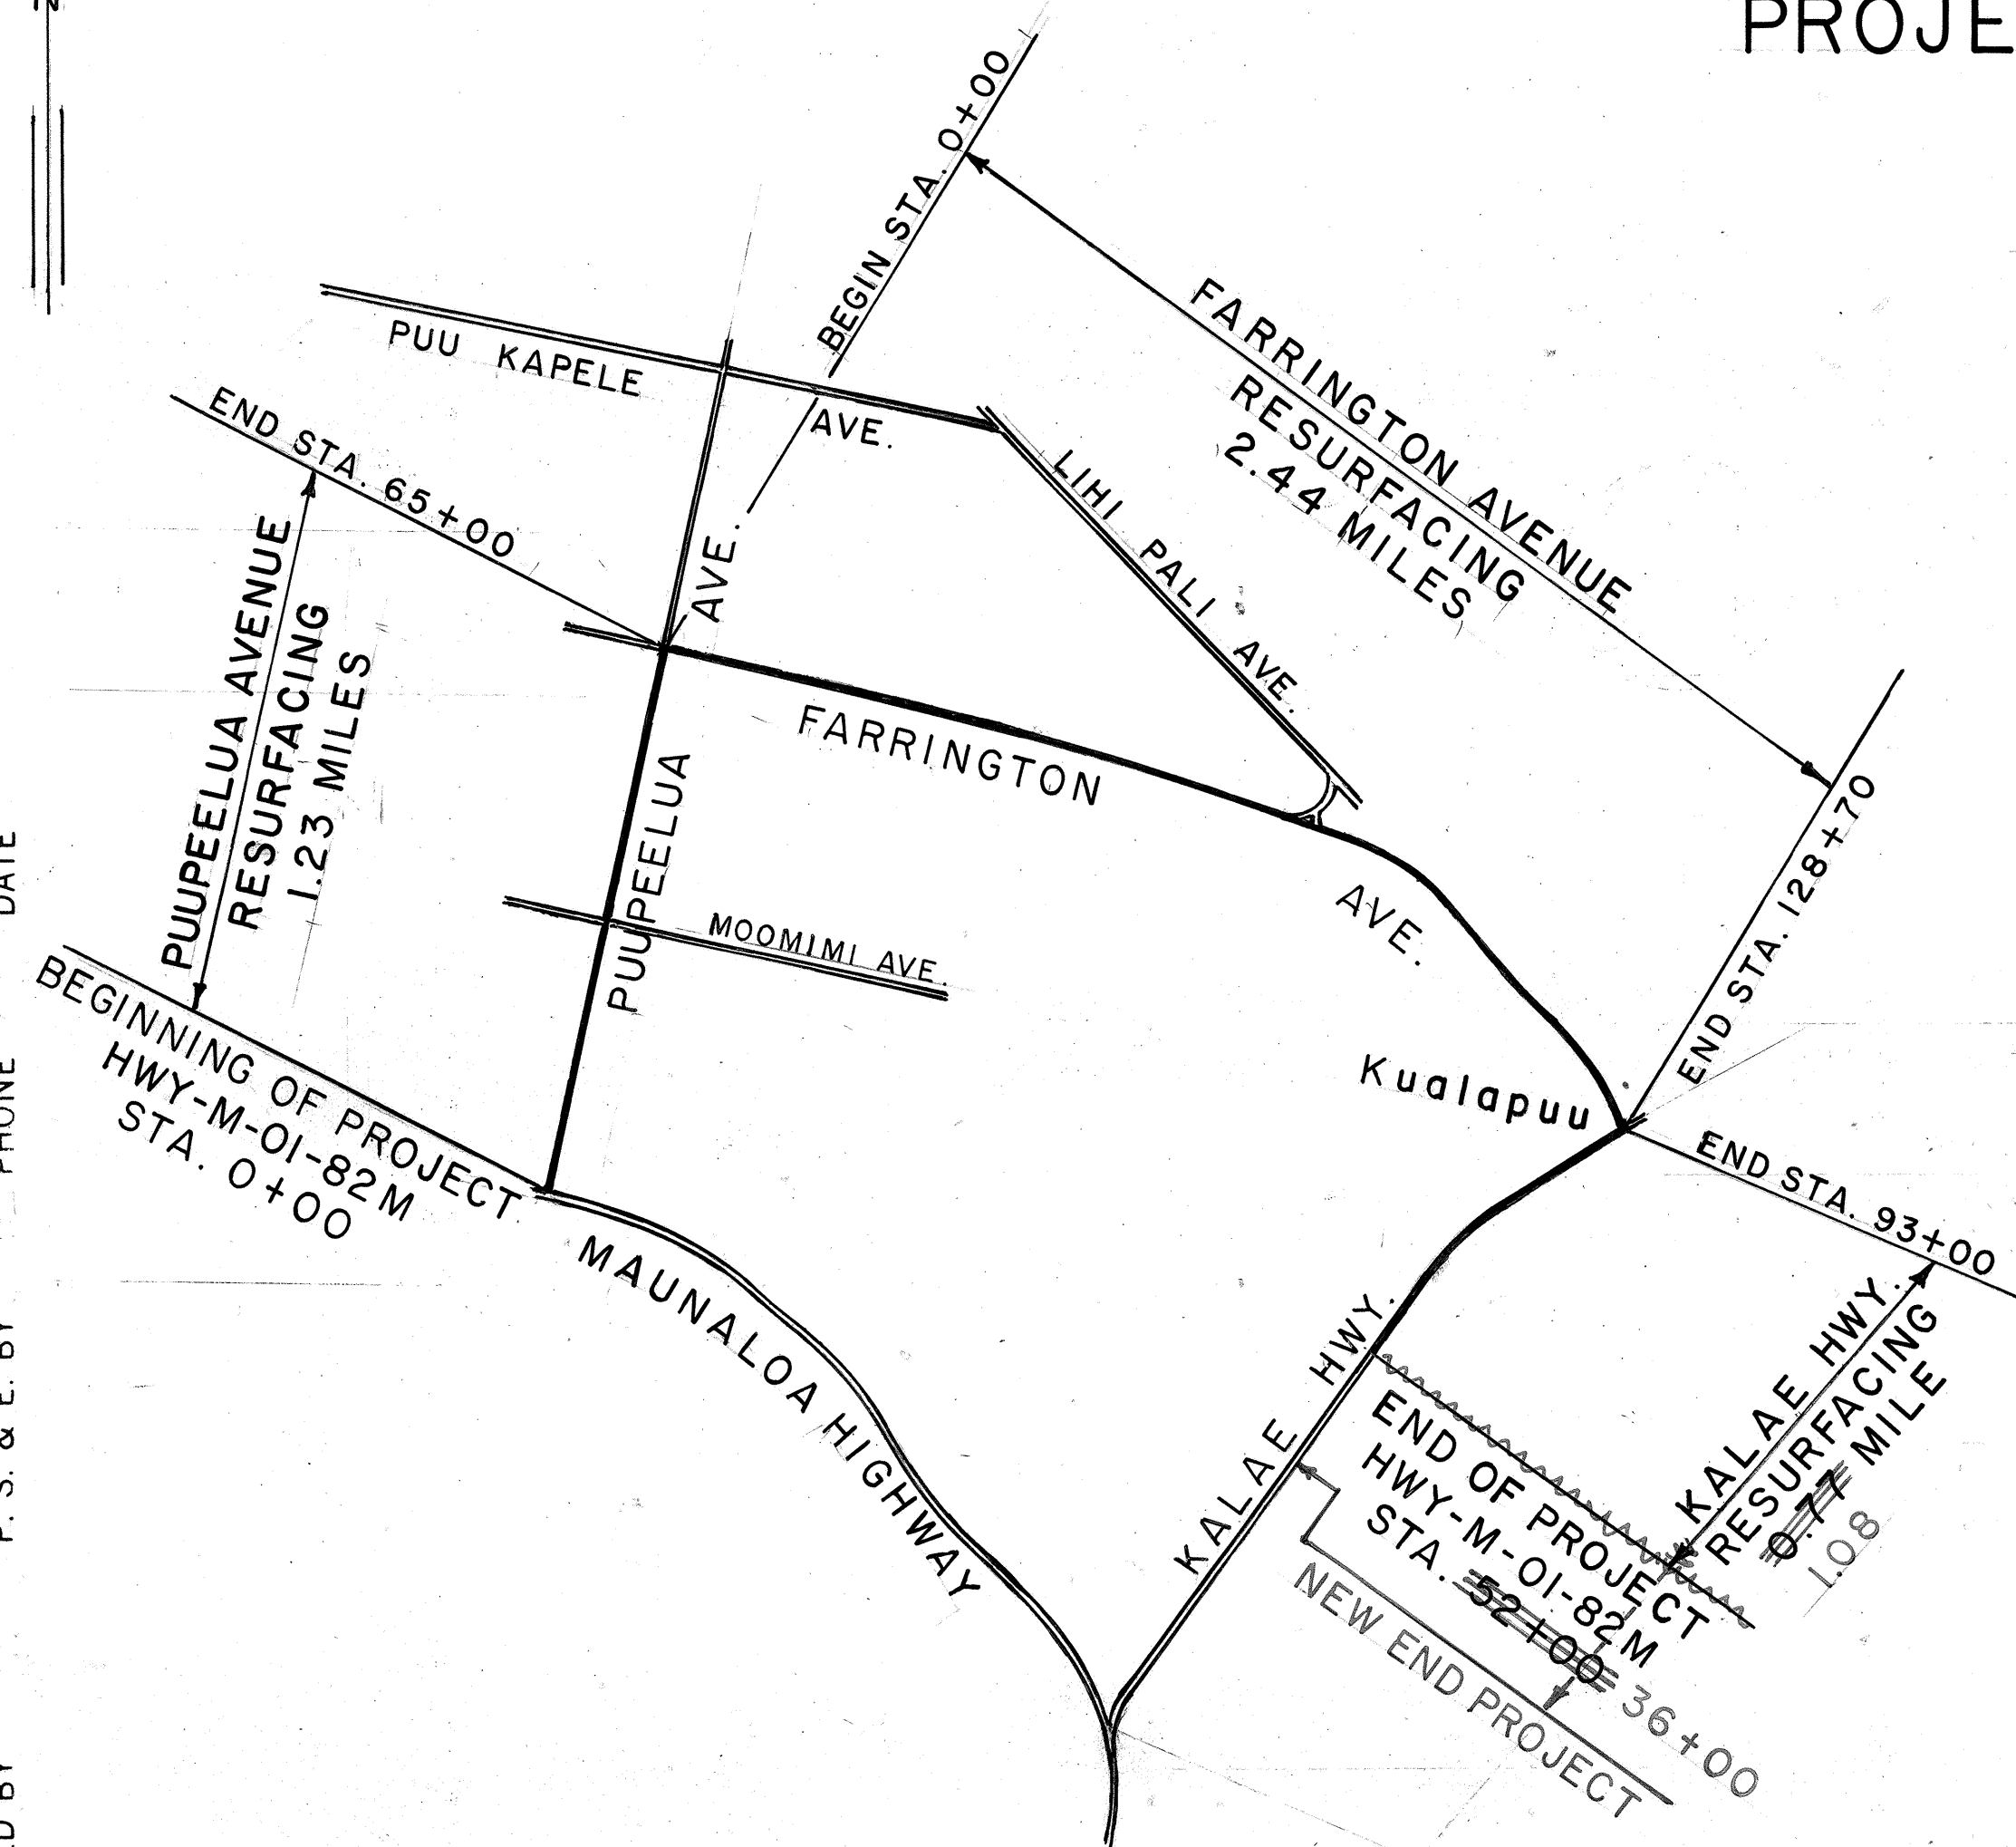 PROJE
BEGIN STA. 0+00
FARRINGTON AVENUE
RESURFACING
2.44 MILES
PUU KAPELE AVE.
END STA. 65+00
LIHI PALI AVE.
PUUPEELUA AVENUE
RESURFACING
1.23 MILES
PUUPEELUA AVE.
FARRINGTON AVE.
MOOMIMI AVE.
END STA. 128+70
BEGINNING OF PROJECT
HWY-M-01-82M
STA. 0+00
Kualapuu
END STA. 93+00
MAUNALOA HIGHWAY
KALAE HWY.
KALAE HWY.
RESURFACING
0.77 MILE
1.08
END OF PROJECT
HWY-M-01-82M
STA. 52+00 36+00
NEW END PROJECT
DATE
PHONE
P. S. & E. BY
D BY